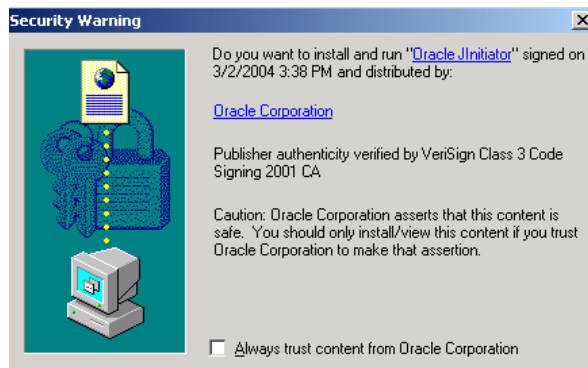 Security Warning
Do you want to install and run "Oracle JInitiator" signed on
3/2/2004 3:38 PM and distributed by:
Oracle Corporation
Publisher authenticity verified by VeriSign Class 3 Code
Signing 2001 CA
Caution: Oracle Corporation asserts that this content is
safe. You should only install/view this content if you trust
Oracle Corporation to make that assertion.
Always trust content from Oracle Corporation